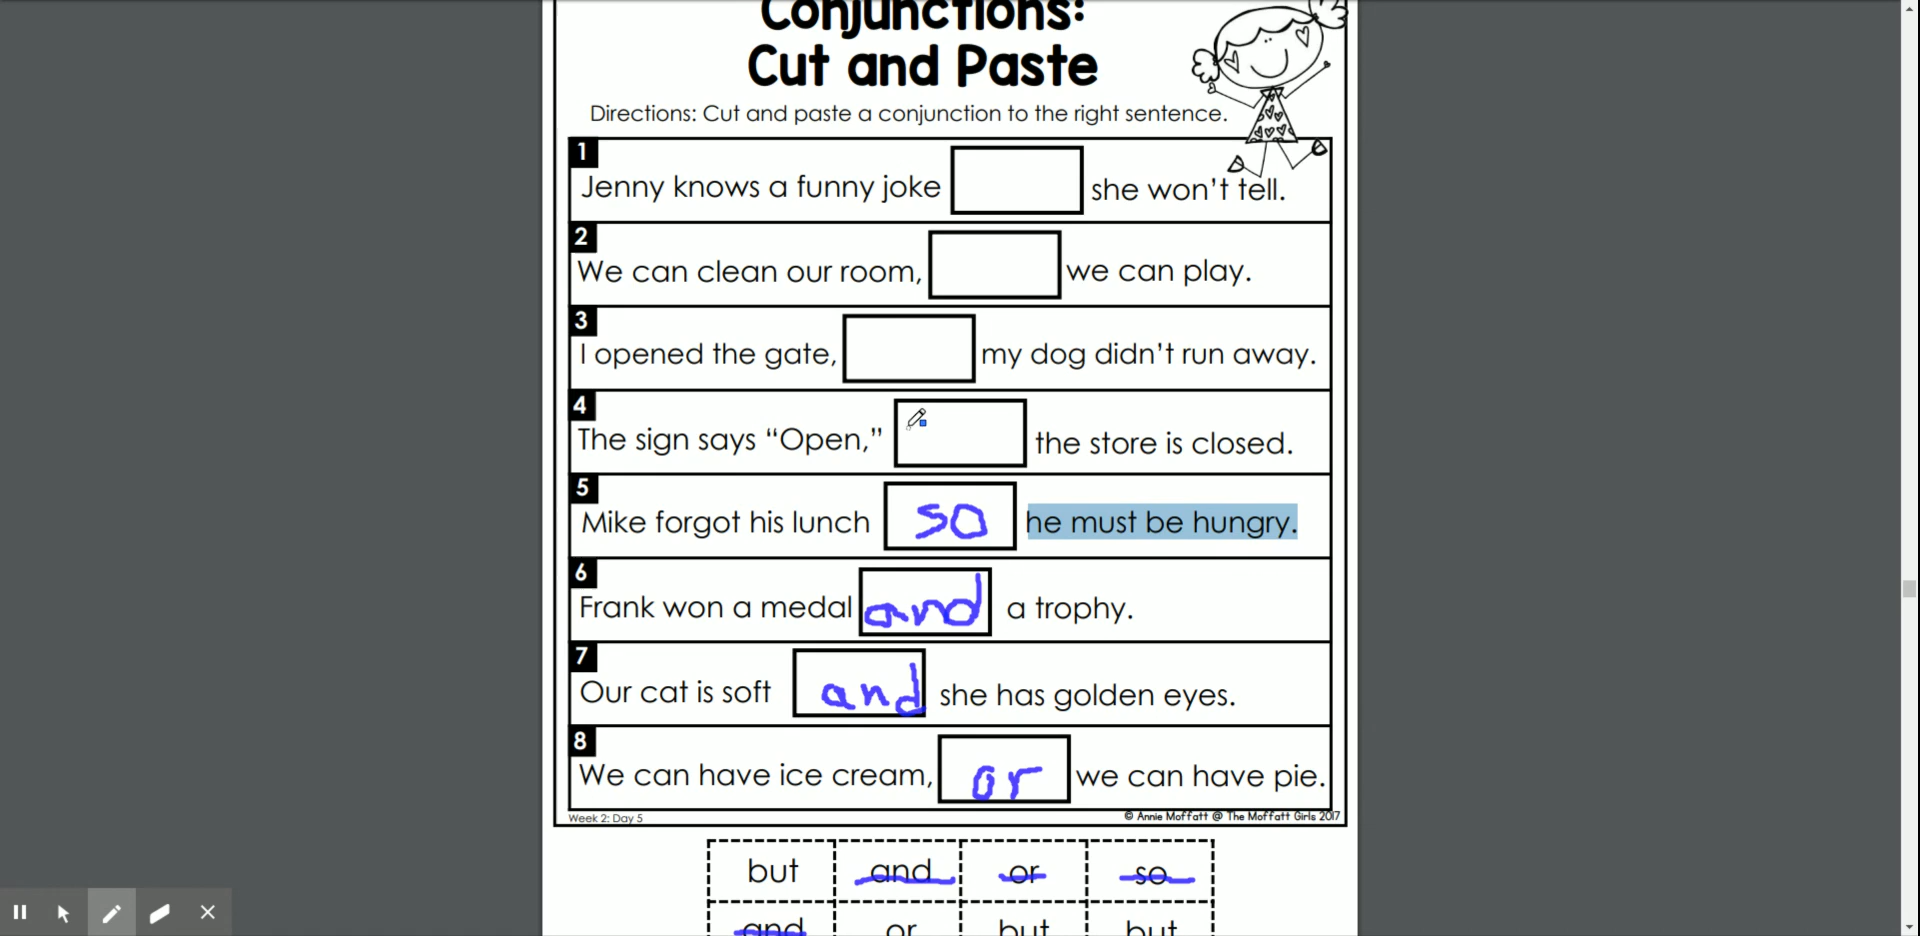 Conjunctions:
Cut and Paste
Directions: Cut and paste a conjunction to the right sentence.
1
Jenny knows a funny joke she won't tell.
2
We can clean our room, we can play.
3
I opened the gate, my dog didn't run away.
4
The sign says “Open,” the store is closed.
5
Mike forgot his lunch so he must be hungry.
6
Frank won a medal and a trophy.
7
Our cat is soft and she has golden eyes.
8
We can have ice cream, or we can have pie.
Week 2: Day 5 © Annie Moffatt @ The Moffatt Girls 2017
but and or so
and or but but